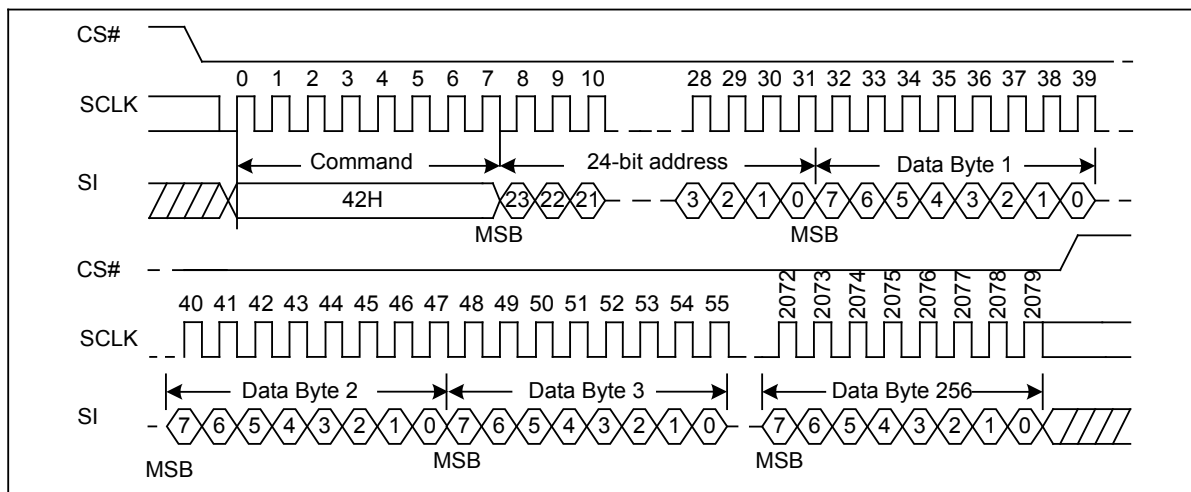 CS#
0 1 2 3 4 5 6 7 8 9 10 28 29 30 31 32 33 34 35 36 37 38 39
SCLK
Command 24-bit address Data Byte 1
SI
42H 23 22 21 3 2 1 0 7 6 5 4 3 2 1 0
MSB MSB
CS#
40 41 42 43 44 45 46 47 48 49 50 51 52 53 54 55 2072 2073 2074 2075 2076 2077 2078 2079
SCLK
Data Byte 2 Data Byte 3 Data Byte 256
SI
7 6 5 4 3 2 1 0 7 6 5 4 3 2 1 0 7 6 5 4 3 2 1 0
MSB MSB MSB